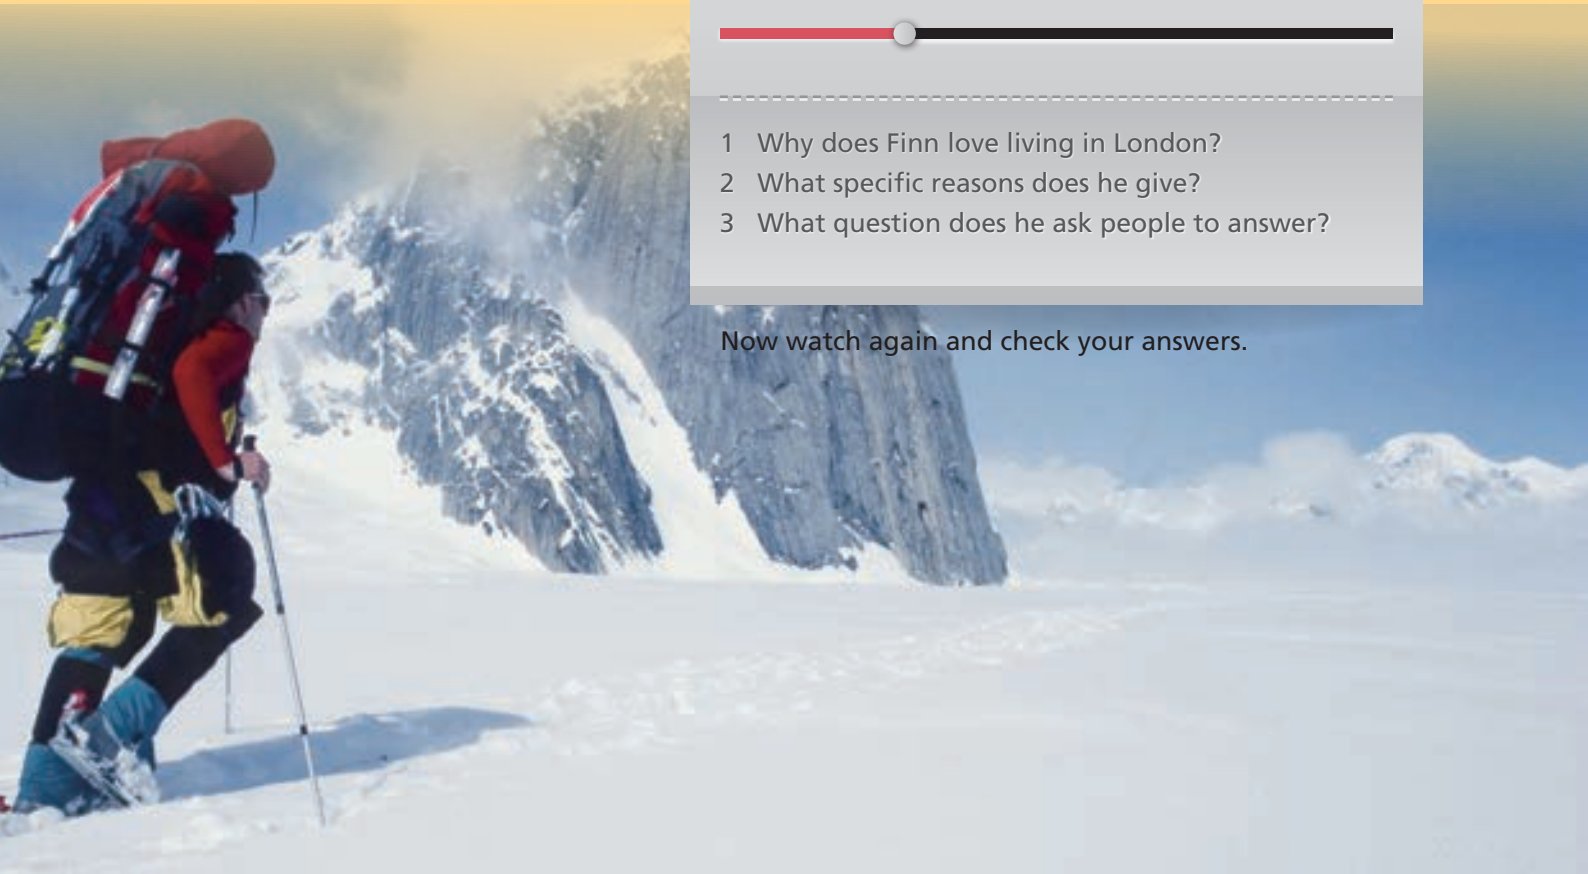 1 Why does Finn love living in London?
2 What specific reasons does he give?
3 What question does he ask people to answer?
Now watch again and check your answers.